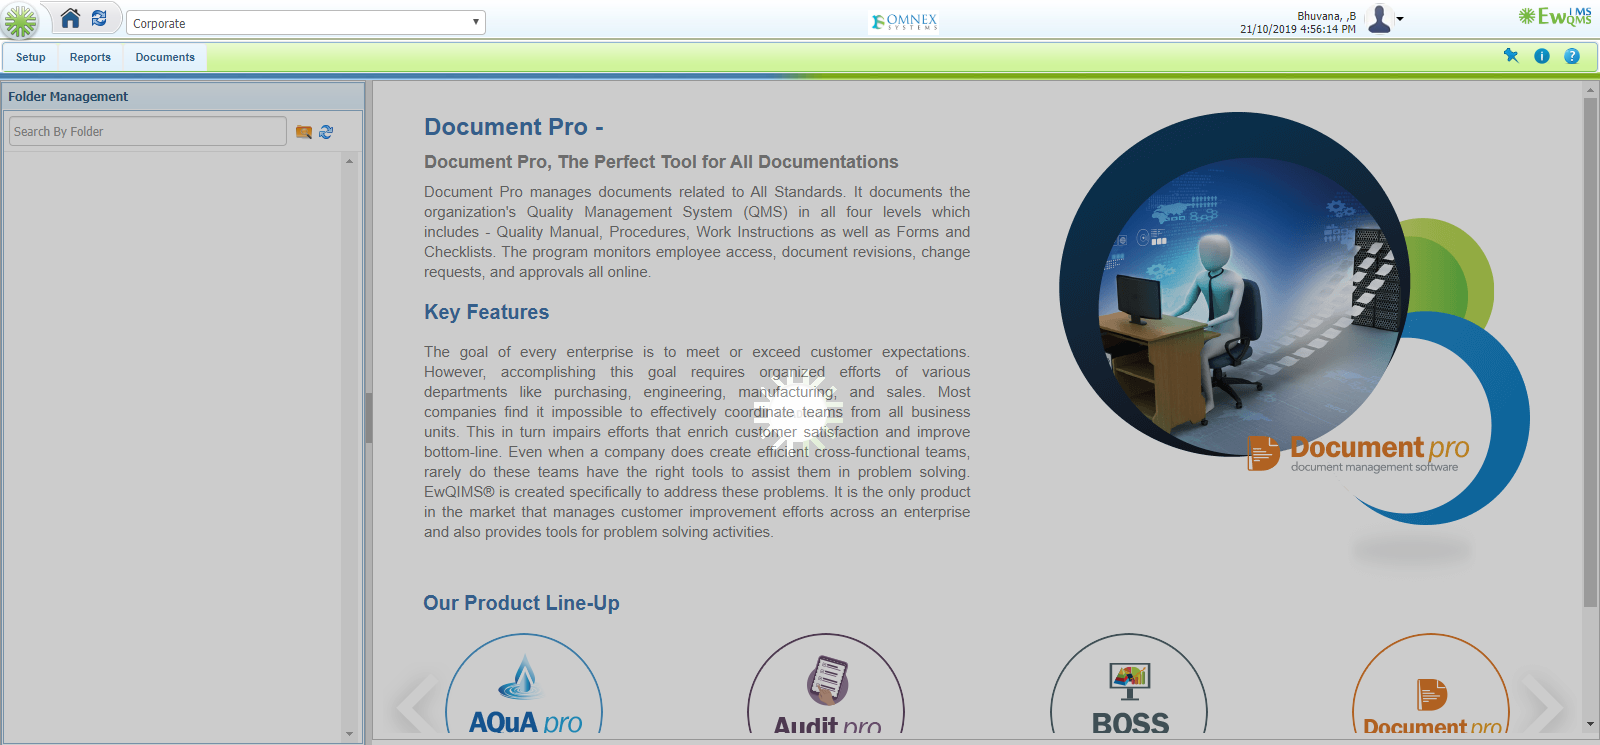 Corporate
OMNEX
SYSTEMS
Bhuvana, ,B
21/10/2019 4:56:14 PM
EwQIMS
QMS
Setup Reports Documents
Folder Management
Search By Folder
Document Pro -
Document Pro, The Perfect Tool for All Documentations
Document Pro manages documents related to All Standards. It documents the
organization's Quality Management System (QMS) in all four levels which
includes - Quality Manual, Procedures, Work Instructions as well as Forms and
Checklists. The program monitors employee access, document revisions, change
requests, and approvals all online.
Key Features
The goal of every enterprise is to meet or exceed customer expectations.
However, accomplishing this goal requires organized efforts of various
departments like purchasing, engineering, manufacturing, and sales. Most
companies find it impossible to effectively coordinate teams from all business
units. This in turn impairs efforts that enrich customer satisfaction and improve
bottom-line. Even when a company does create efficient cross-functional teams,
rarely do these teams have the right tools to assist them in problem solving.
EwQIMS® is created specifically to address these problems. It is the only product
in the market that manages customer improvement efforts across an enterprise
and also provides tools for problem solving activities.
Document pro
document management software
Our Product Line-Up
AQuA pro
Audit pro
BOSS
Document pro